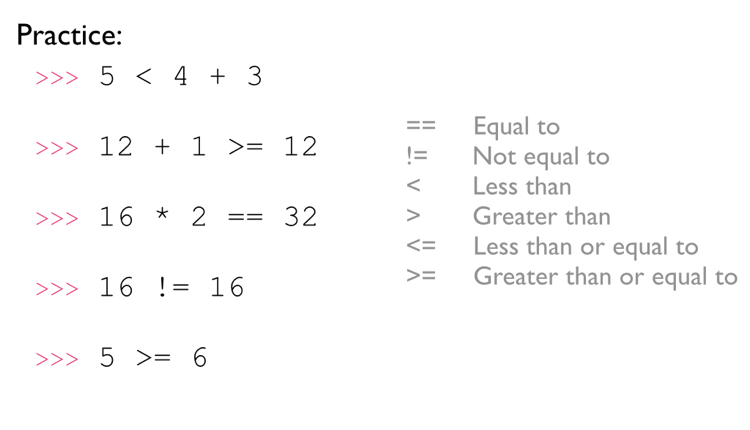 Practice:
>>> 5 < 4 + 3
>>> 12 + 1 >= 12
>>> 16 * 2 == 32
>>> 16 != 16
>>> 5 >= 6
== Equal to
!= Not equal to
< Less than
> Greater than
<= Less than or equal to
>= Greater than or equal to